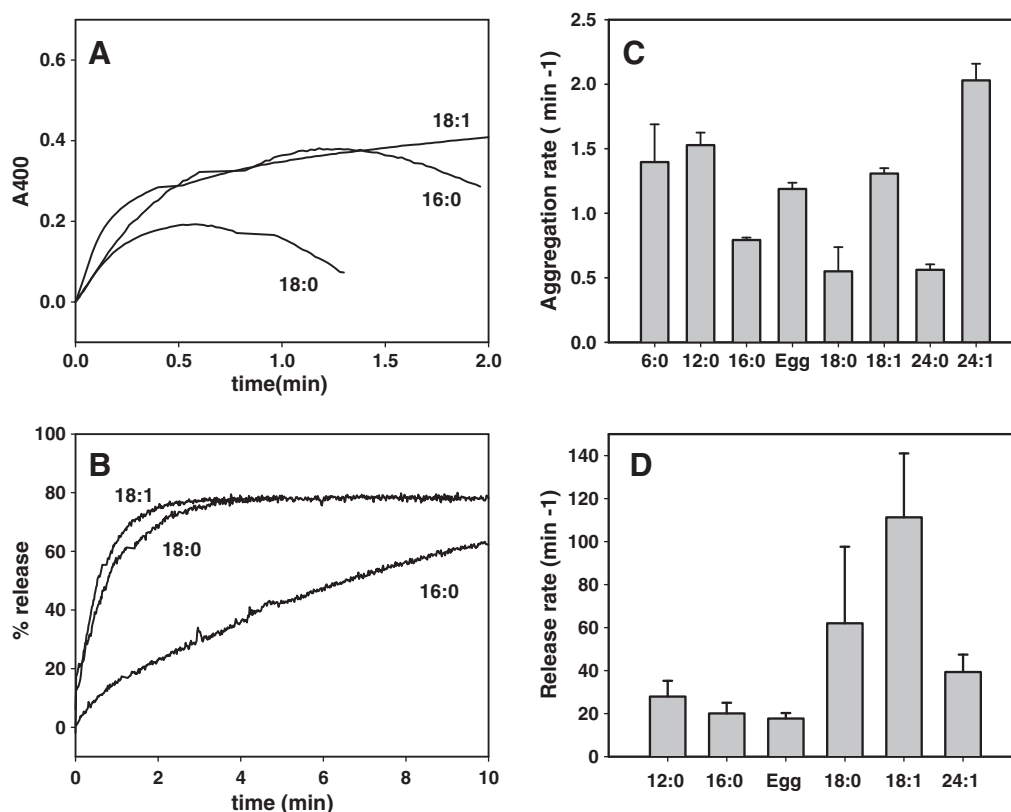 A
A400
0.6
0.4
0.2
0.0
18:1
16:0
18:0
0.0 0.5 1.0 1.5 2.0
time(min)
C
Aggregation rate ( min -1)
2.5
2.0
1.5
1.0
0.5
0.0
6:0 12:0 16:0 Egg 18:0 18:1 24:0 24:1
B
% release
100
80
60
40
20
0
18:1
18:0
16:0
0 2 4 6 8 10
time (min)
D
Release rate (min -1)
140
120
100
80
60
40
20
0
12:0 16:0 Egg 18:0 18:1 24:1